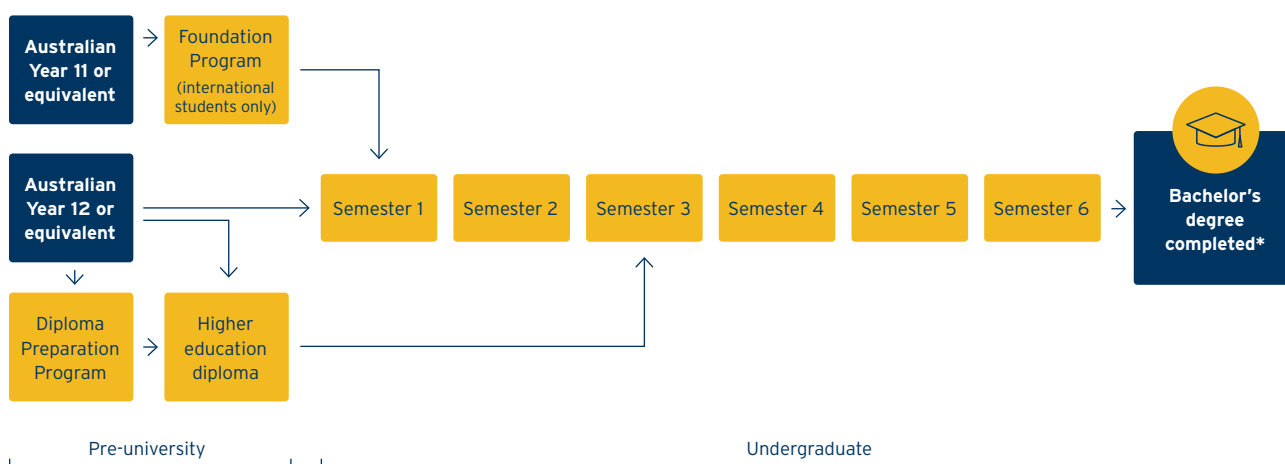 Australian
Year 11 or
equivalent
Foundation
Program
(international
students only)
Australian
Year 12 or
equivalent
Semester 1
Semester 2
Semester 3
Semester 4
Semester 5
Semester 6
Bachelor’s
degree
completed*
Diploma
Preparation
Program
Higher
education
diploma
Pre-university
Undergraduate